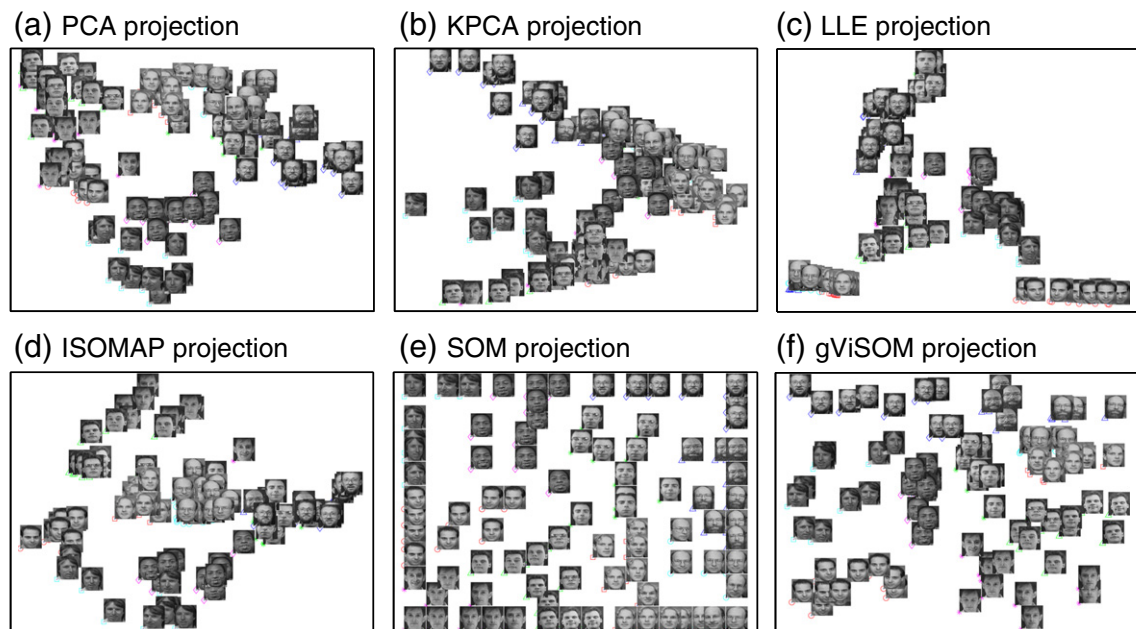 (a) PCA projection
(b) KPCA projection
(c) LLE projection
(d) ISOMAP projection
(e) SOM projection
(f) gViSOM projection